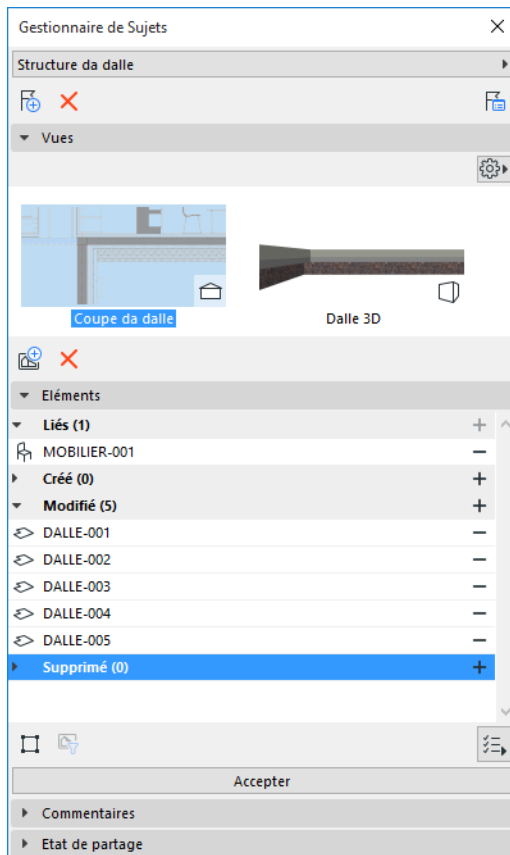 Gestionnaire de Sujets
Structure da dalle
Vues
Coupe da dalle
Dalle 3D
Eléments
Liés (1)
MOBILIER-001
Créé (0)
Modifié (5)
DALLE-001
DALLE-002
DALLE-003
DALLE-004
DALLE-005
Supprimé (0)
Accepter
Commentaires
Etat de partage